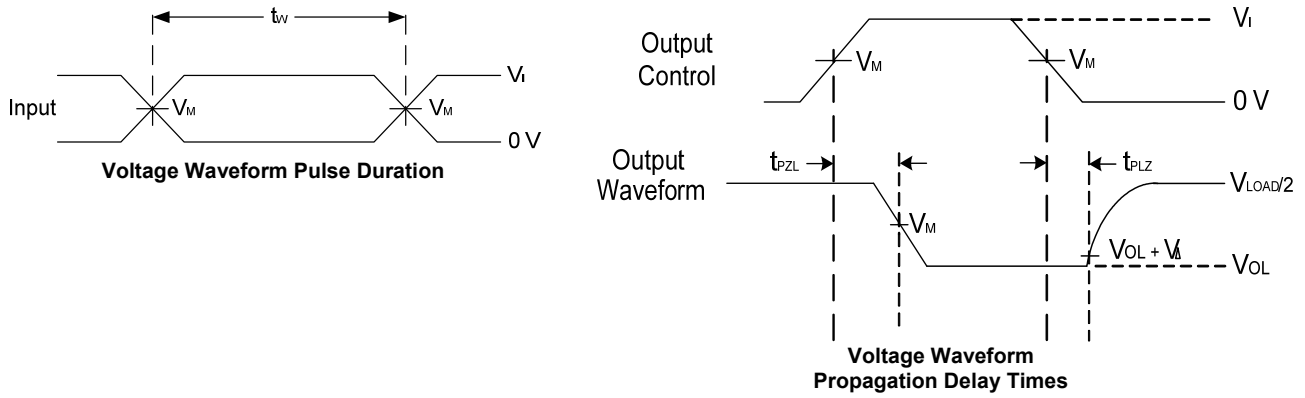 tW
Input
VM
VM
VI
0 V
Voltage Waveform Pulse Duration
Output
Control
VM
VM
VI
0 V
Output
Waveform
tPZL
tPLZ
VM
VLOAD/2
VOL + VΔ
VOL
Voltage Waveform
Propagation Delay Times